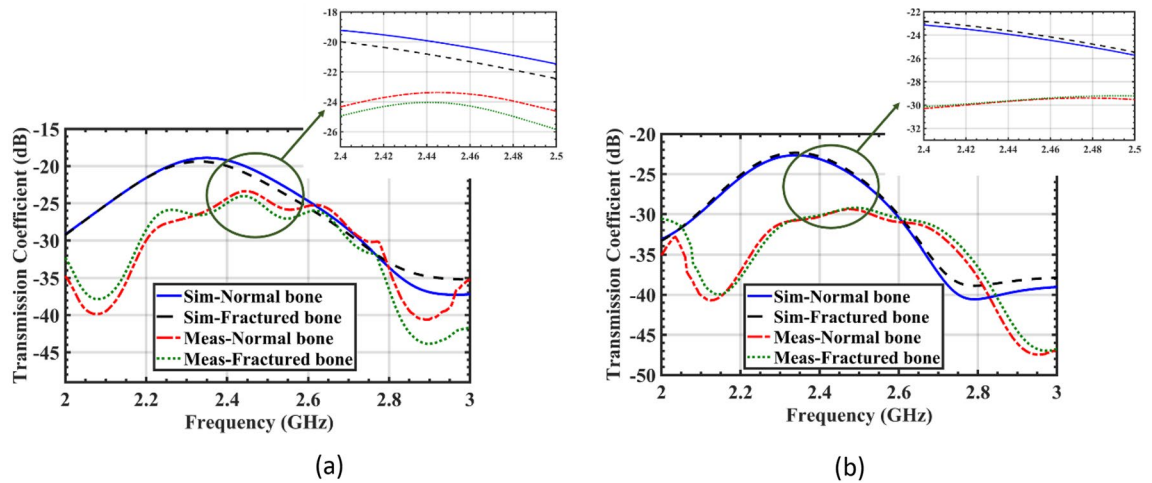 -18
-20
-22
-24
-26
2.4 2.42 2.44 2.46 2.48 2.5
-15
-20
-25
-30
-35
-40
-45
Transmission Coefficient (dB)
Sim-Normal bone
Sim-Fractured bone
Meas-Normal bone
Meas-Fractured bone
2 2.2 2.4 2.6 2.8 3
Frequency (GHz)
(a)
-22
-24
-26
-28
-30
-32
2.4 2.42 2.44 2.46 2.48 2.5
-20
-25
-30
-35
-40
-45
-50
Transmission Coefficient (dB)
Sim-Normal bone
Sim-Fractured bone
Meas-Normal bone
Meas-Fractured bone
2 2.2 2.4 2.6 2.8 3
Frequency (GHz)
(b)